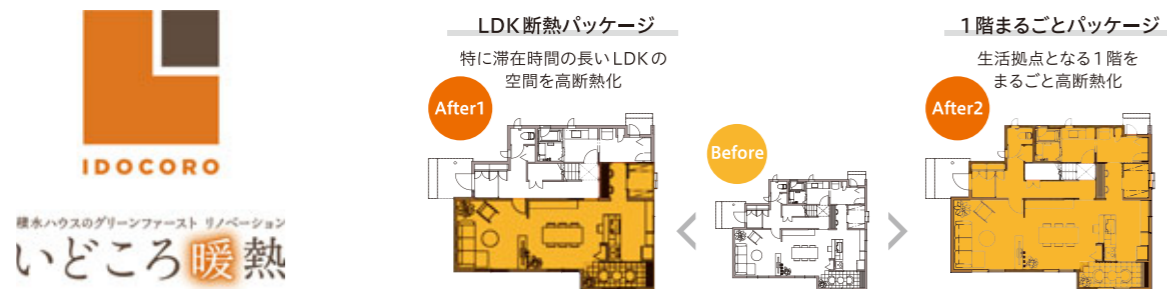 IDOCORO
積水ハウスのグリーンファースト リノベーション
いどころ暖熱
LDK断熱パッケージ
特に滞在時間の長いLDKの
空間を高断熱化
After1
Before
1階まるごとパッケージ
生活拠点となる1階を
まるごと高断熱化
After2